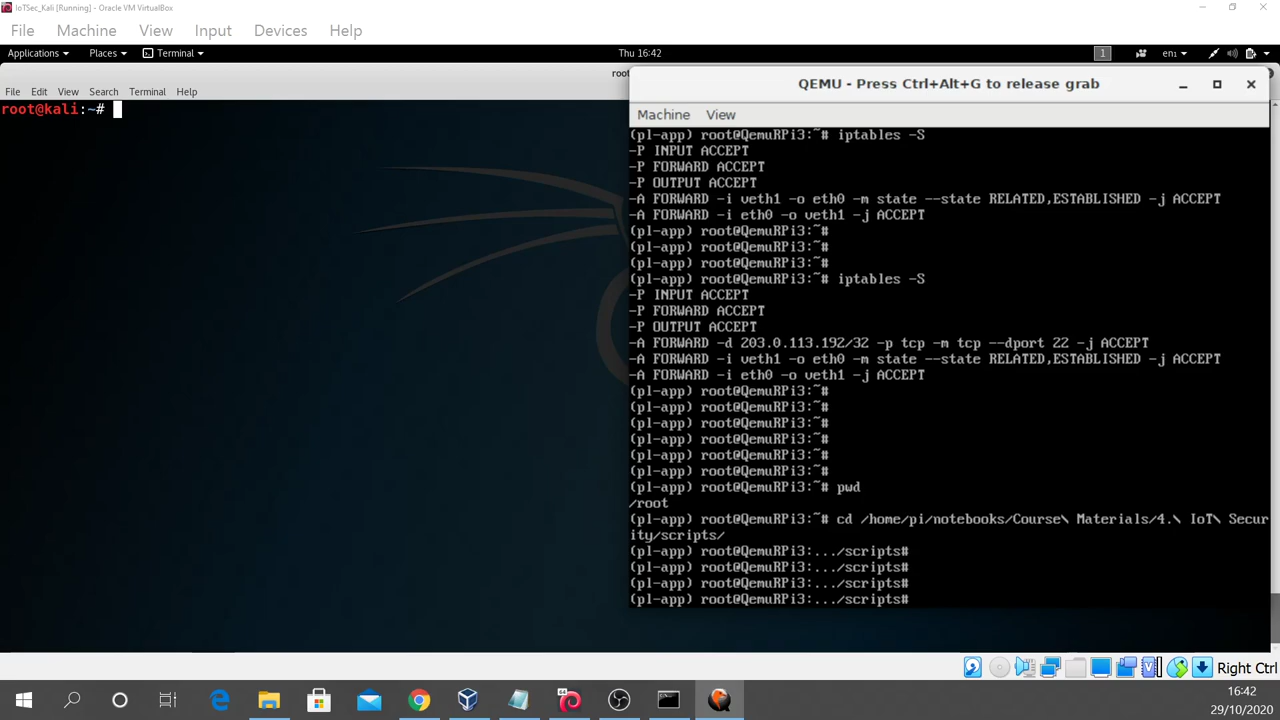 IoTSec_Kali [Running] - Oracle VM VirtualBox
File Machine View Input Devices Help
Applications Places Terminal Thu 16:42 1 en1
File Edit View Search Terminal Help
root@kali:~#
QEMU - Press Ctrl+Alt+G to release grab
Machine View
(pl-app) root@QemuRPi3:~# iptables -S
-P INPUT ACCEPT
-P FORWARD ACCEPT
-P OUTPUT ACCEPT
-A FORWARD -i veth1 -o eth0 -m state --state RELATED,ESTABLISHED -j ACCEPT
-A FORWARD -i eth0 -o veth1 -j ACCEPT
(pl-app) root@QemuRPi3:~#
(pl-app) root@QemuRPi3:~#
(pl-app) root@QemuRPi3:~#
(pl-app) root@QemuRPi3:~# iptables -S
-P INPUT ACCEPT
-P FORWARD ACCEPT
-P OUTPUT ACCEPT
-A FORWARD -d 203.0.113.192/32 -p tcp -m tcp --dport 22 -j ACCEPT
-A FORWARD -i veth1 -o eth0 -m state --state RELATED,ESTABLISHED -j ACCEPT
-A FORWARD -i eth0 -o veth1 -j ACCEPT
(pl-app) root@QemuRPi3:~#
(pl-app) root@QemuRPi3:~#
(pl-app) root@QemuRPi3:~#
(pl-app) root@QemuRPi3:~#
(pl-app) root@QemuRPi3:~#
(pl-app) root@QemuRPi3:~#
(pl-app) root@QemuRPi3:~# pwd
/root
(pl-app) root@QemuRPi3:~# cd /home/pi/notebooks/Course\ Materials/4.\ IoT\ Secur
ity/scripts/
(pl-app) root@QemuRPi3:.../scripts#
(pl-app) root@QemuRPi3:.../scripts#
(pl-app) root@QemuRPi3:.../scripts#
(pl-app) root@QemuRPi3:.../scripts#
Right Ctrl
16:42
29/10/2020